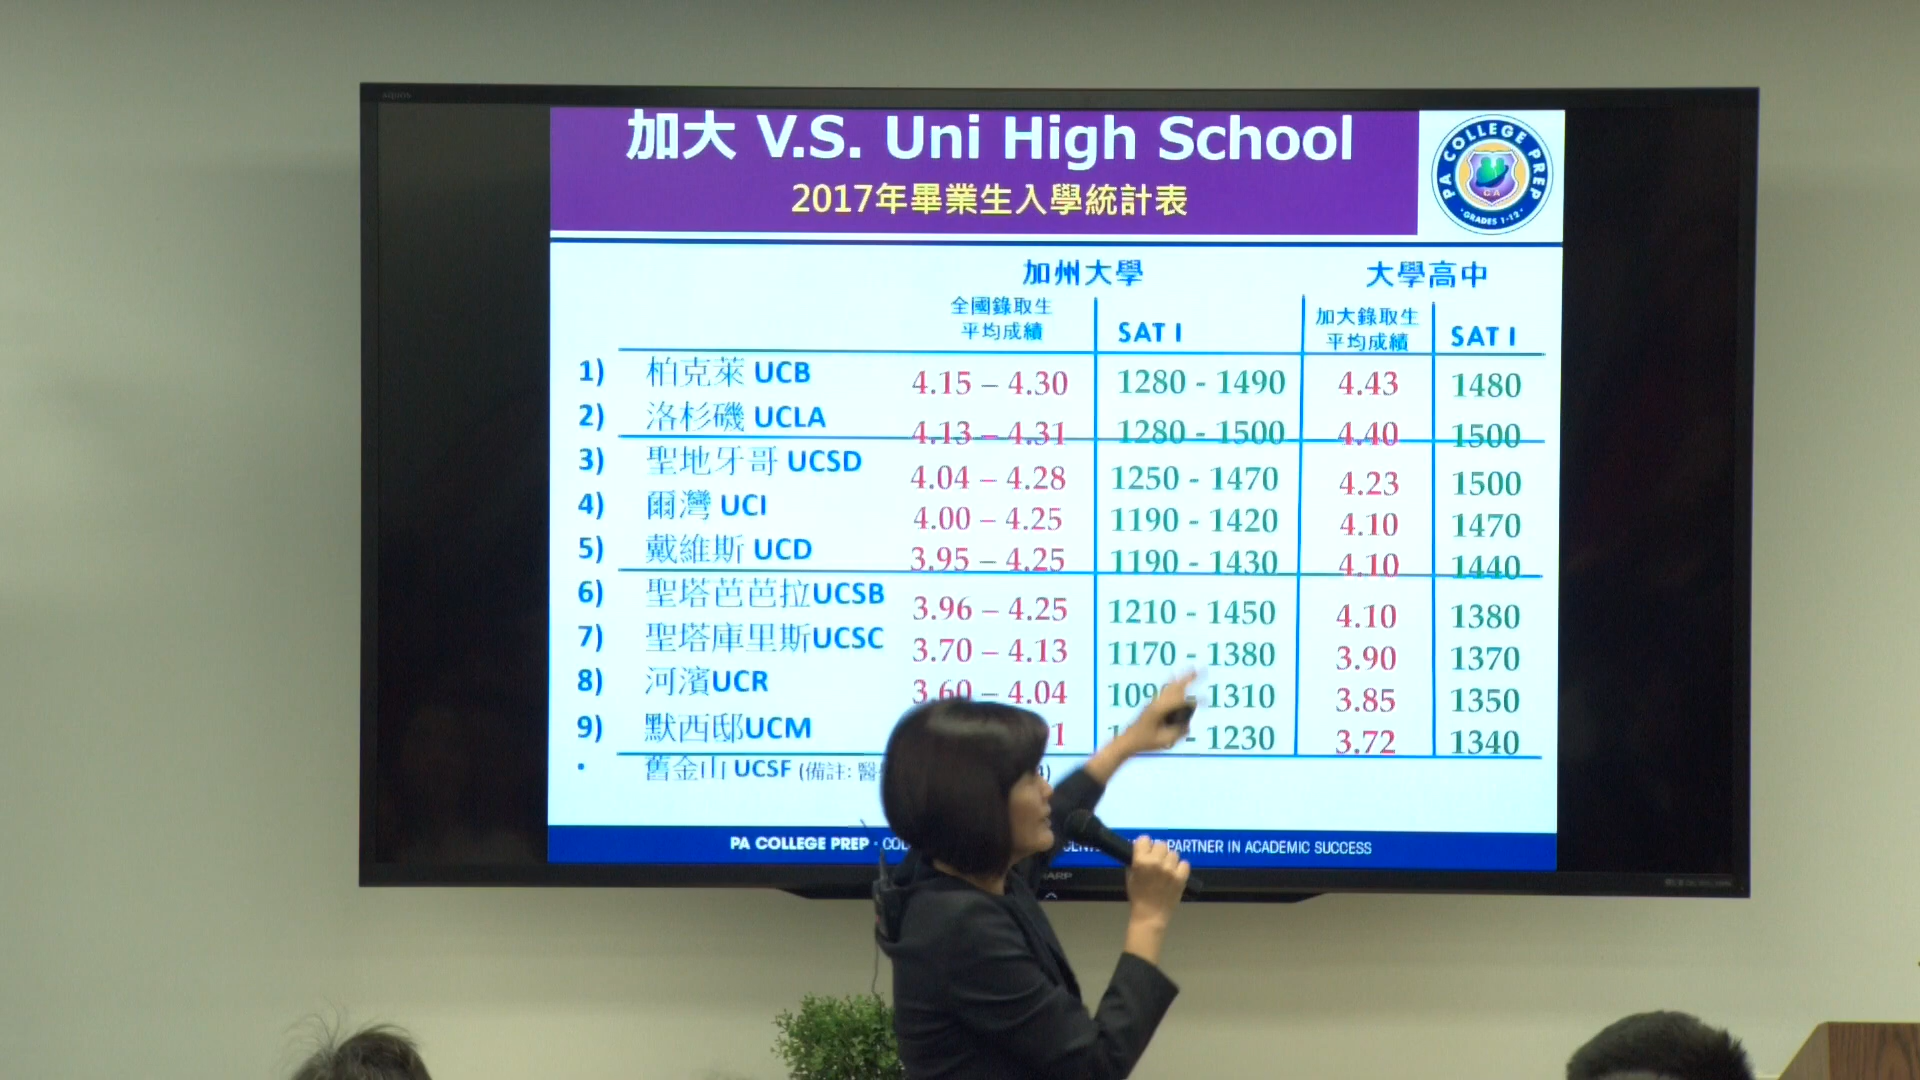 AQUOS
加大 V.S. Uni High School
2017年畢業生入學統計表
PA COLLEGE PREP
CA
· GRADES 1-12 ·
加州大學 大學高中
全國錄取生 平均成績 SAT I 加大錄取生 平均成績 SAT I
1) 柏克萊 UCB 4.15 – 4.30 1280 - 1490 4.43 1480
2) 洛杉磯 UCLA 4.13 – 4.31 1280 - 1500 4.40 1500
3) 聖地牙哥 UCSD 4.04 – 4.28 1250 - 1470 4.23 1500
4) 爾灣 UCI 4.00 – 4.25 1190 - 1420 4.10 1470
5) 戴維斯 UCD 3.95 – 4.25 1190 - 1430 4.10 1440
6) 聖塔芭芭拉UCSB 3.96 – 4.25 1210 - 1450 4.10 1380
7) 聖塔庫里斯UCSC 3.70 – 4.13 1170 - 1380 3.90 1370
8) 河濱UCR 3.60 – 4.04 1310 3.85 1350
9) 默西邸UCM - 1230 3.72 1340
• 舊金山 UCSF (備註: 醫
PA COLLEGE PREP · PARTNER IN ACADEMIC SUCCESS